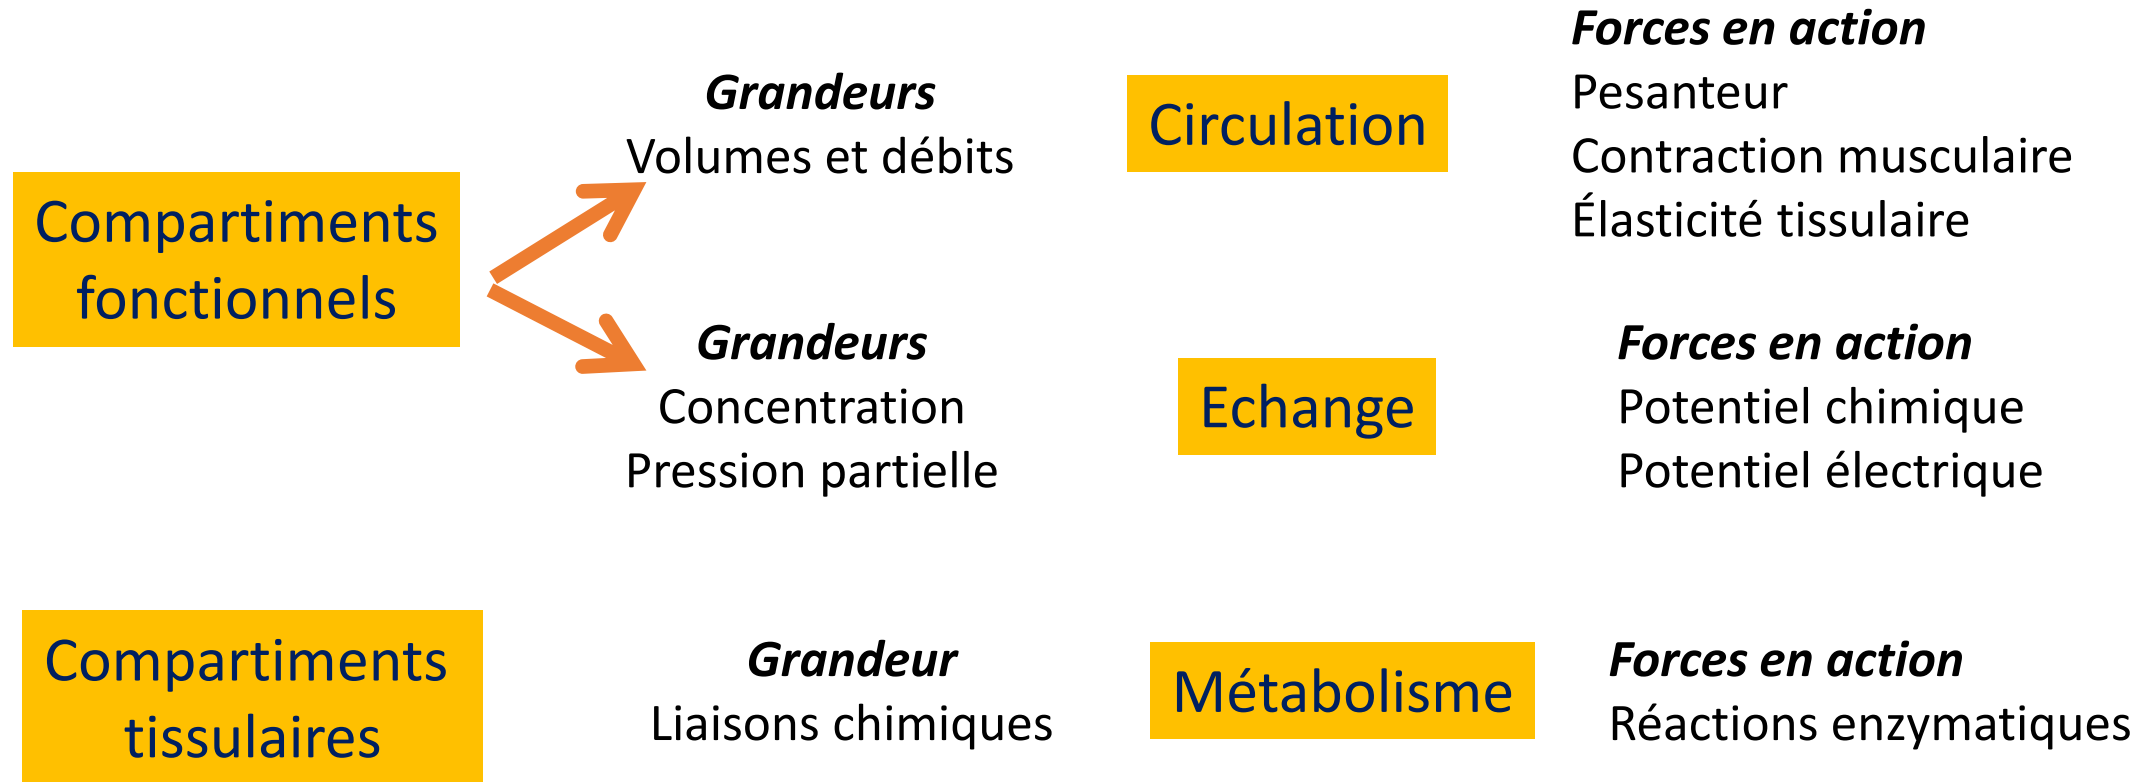 Compartiments
fonctionnels
Grandeurs
Volumes et débits
Circulation
Forces en action
Pesanteur
Contraction musculaire
Élasticité tissulaire
Grandeurs
Concentration
Pression partielle
Echange
Forces en action
Potentiel chimique
Potentiel électrique
Compartiments
tissulaires
Grandeur
Liaisons chimiques
Métabolisme
Forces en action
Réactions enzymatiques